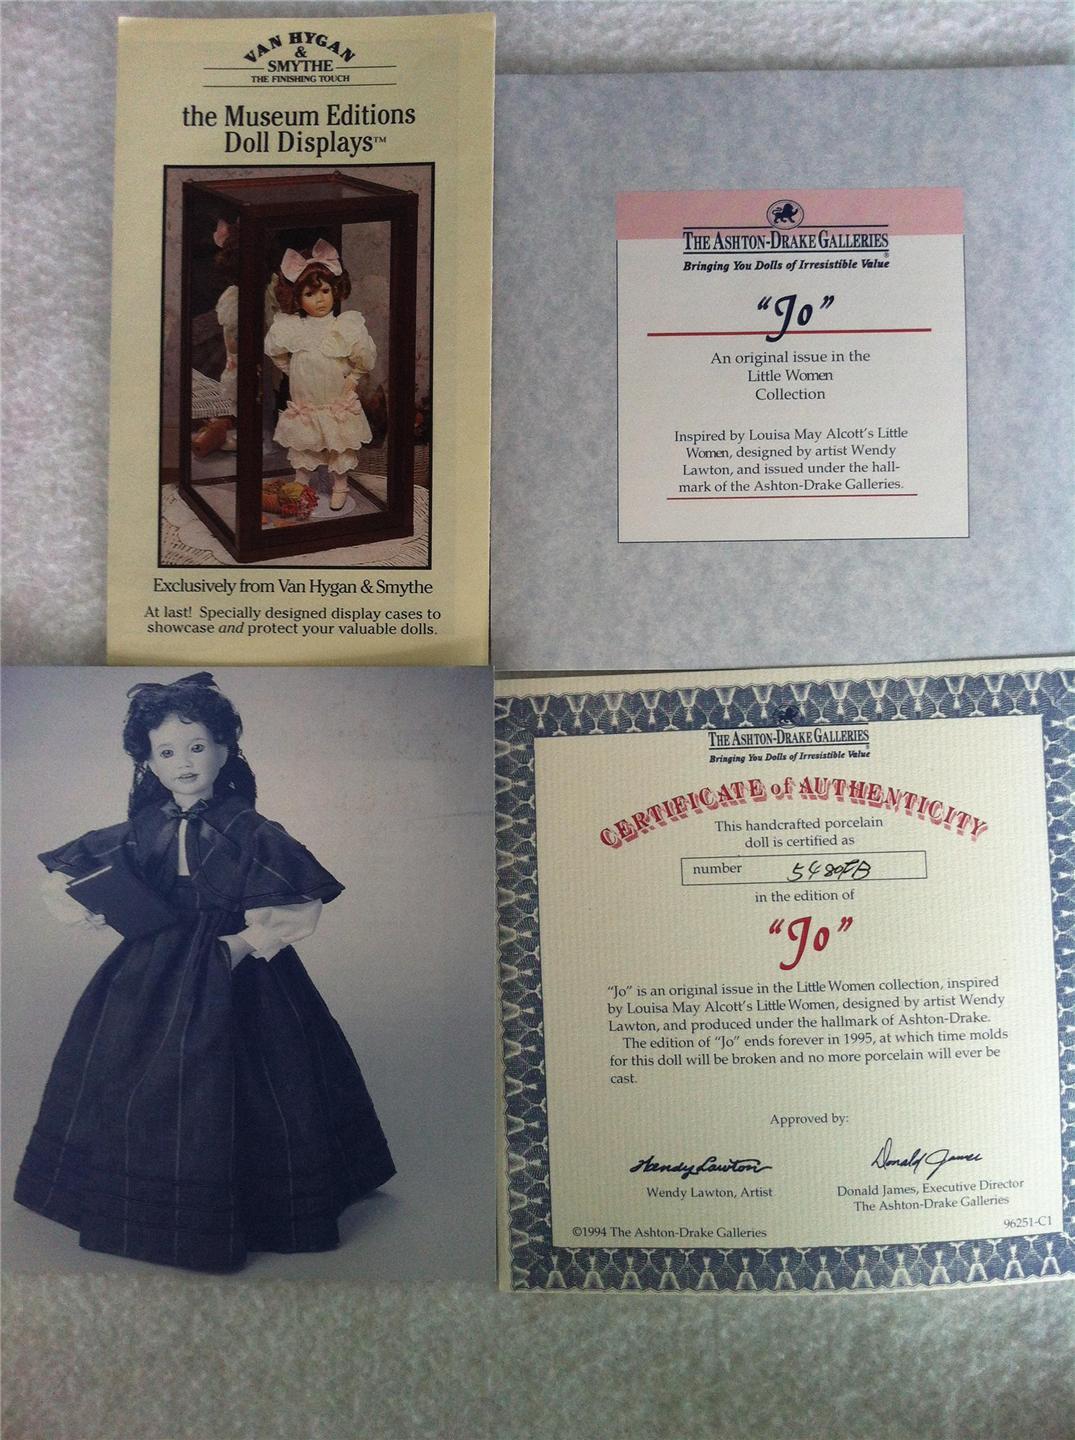 VAN HYGAN
&
SMYTHE
THE FINISHING TOUCH
the Museum Editions
Doll Displays™
Exclusively from Van Hygan & Smythe
At last! Specially designed display cases to
showcase and protect your valuable dolls.
THE ASHTON-DRAKE GALLERIES®
Bringing You Dolls of Irresistible Value
"Jo"
An original issue in the
Little Women
Collection
Inspired by Louisa May Alcott's Little
Women, designed by artist Wendy
Lawton, and issued under the hall-
mark of the Ashton-Drake Galleries.
THE ASHTON-DRAKE GALLERIES
Bringing You Dolls of Irresistible Value
CERTIFICATE of AUTHENTICITY
This handcrafted porcelain
doll is certified as
number
in the edition of
"Jo"
"Jo" is an original issue in the Little Women collection, inspired
by Louisa May Alcott's Little Women, designed by artist Wendy
Lawton, and produced under the hallmark of Ashton-Drake.
The edition of "Jo" ends forever in 1995, at which time molds
for this doll will be broken and no more porcelain will ever be
cast.
Approved by:
Wendy Lawton Donald James
Wendy Lawton, Artist
Donald James, Executive Director
The Ashton-Drake Galleries
©1994 The Ashton-Drake Galleries
96251-C1